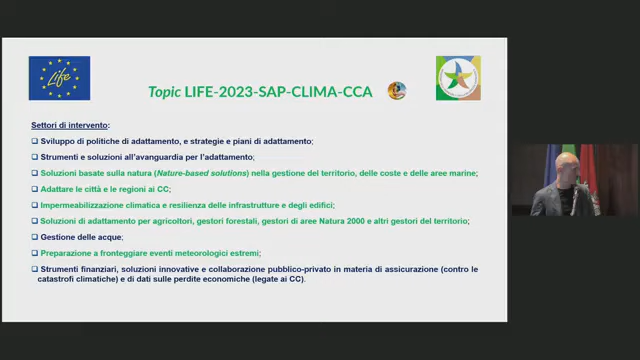 Life
Topic LIFE-2023-SAP-CLIMA-CCA
Settori di intervento:
Sviluppo di politiche di adattamento, e strategie e piani di adattamento;
Strumenti e soluzioni all'avanguardia per l'adattamento;
Soluzioni basate sulla natura (Nature-based solutions) nella gestione del territorio, delle coste e delle aree marine;
Adattare le città e le regioni ai CC;
Impermeabilizzazione climatica e resilienza delle infrastrutture e degli edifici;
Soluzioni di adattamento per agricoltori, gestori forestali, gestori di aree Natura 2000 e altri gestori del territorio;
Gestione delle acque;
Preparazione a fronteggiare eventi meteorologici estremi;
Strumenti finanziari, soluzioni innovative e collaborazione pubblico-privato in materia di assicurazione (contro le
catastrofi climatiche) e di dati sulle perdite economiche (legate ai CC).